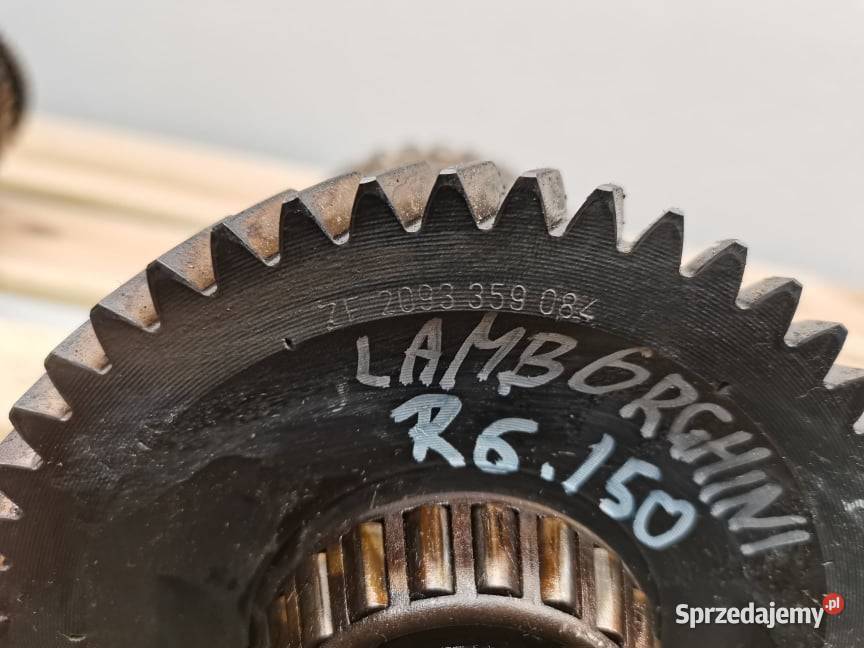 ZF 2093 359 084
LAMBORGHINI
R6.150
Sprzedajemy.pl